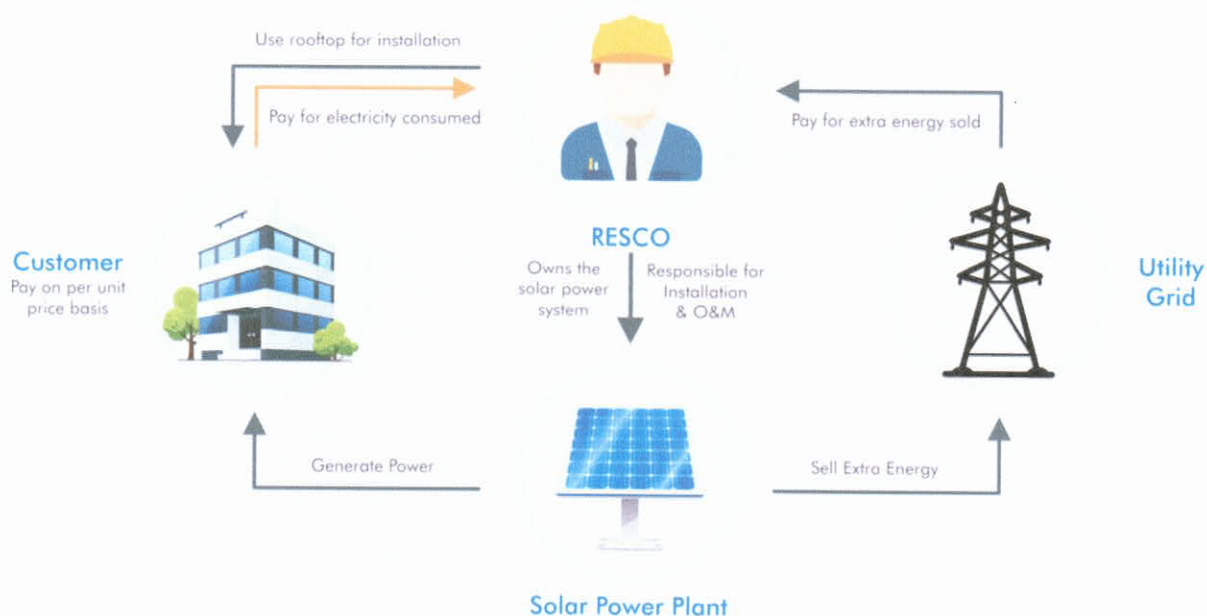 Use rooftop for installation
Pay for electricity consumed
Pay for extra energy sold
RESCO
Owns the
solar power
system
Responsible for
Installation
& O&M
Customer
Pay on per unit
price basis
Utility
Grid
Generate Power
Sell Extra Energy
Solar Power Plant